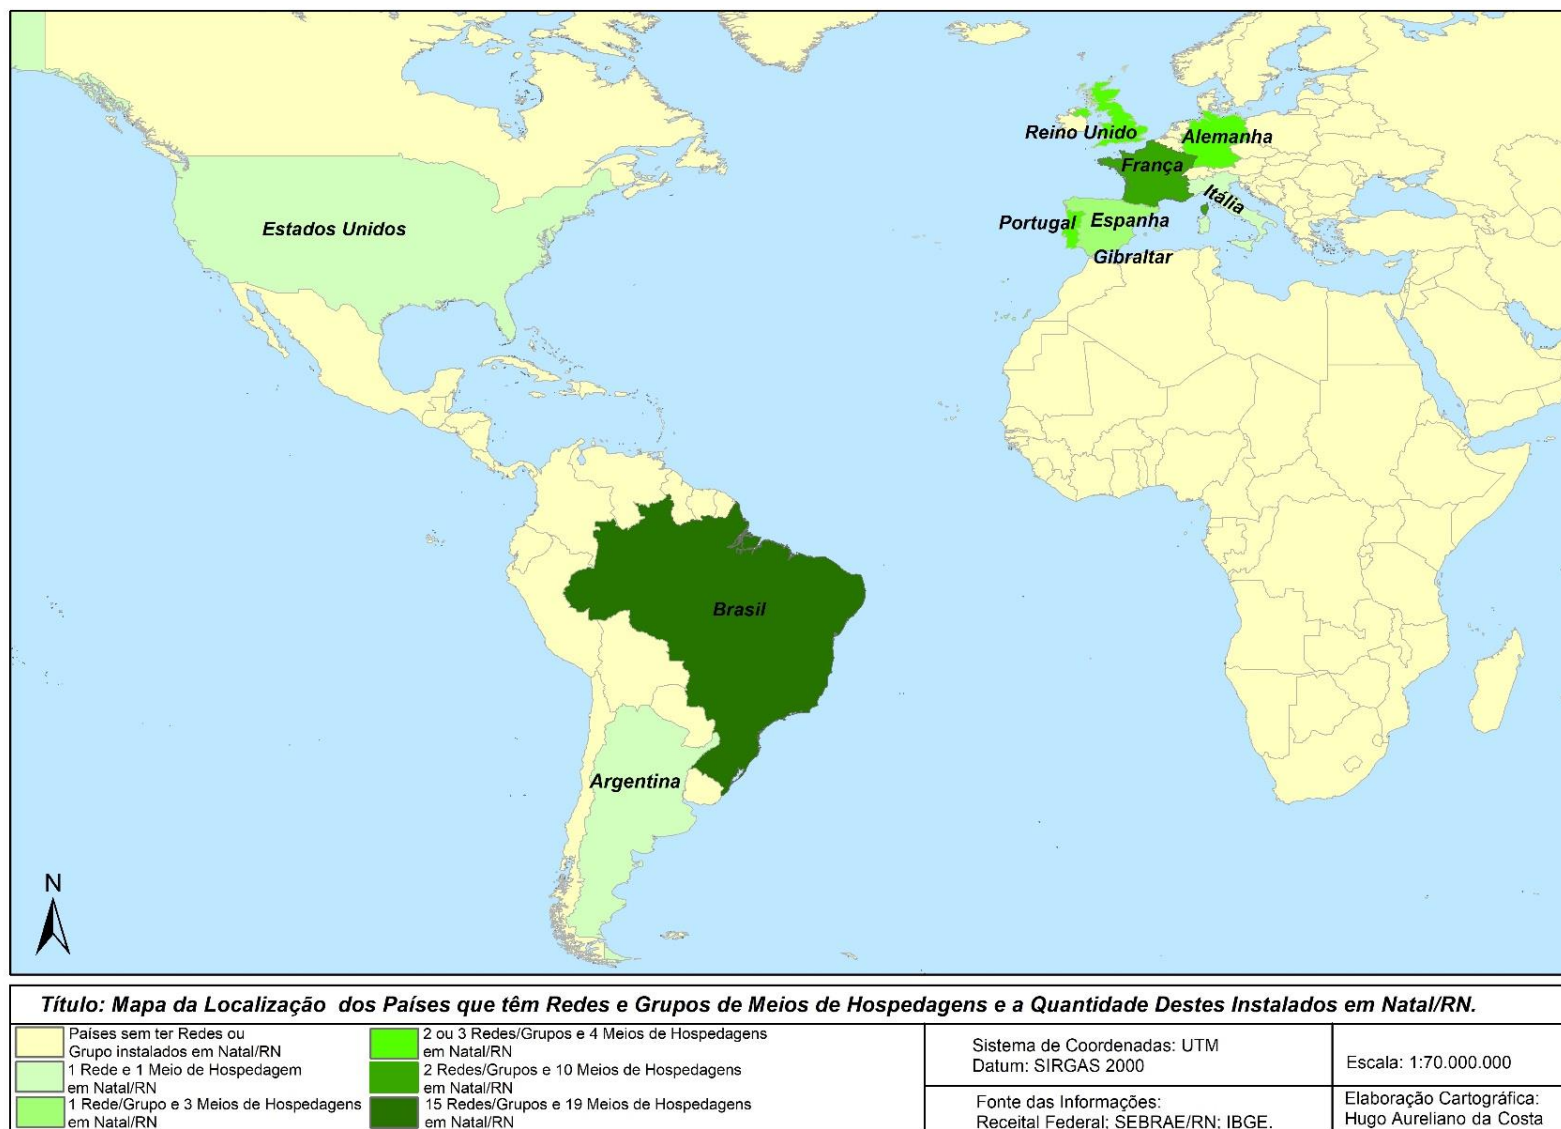 Reino Unido
Alemanha
França
Itália
Estados Unidos
Portugal
Espanha
Gibraltar
Brasil
Argentina
N
Título: Mapa da Localização dos Países que têm Redes e Grupos de Meios de Hospedagens e a Quantidade Destes Instalados em Natal/RN.
Países sem ter Redes ou
Grupo instalados em Natal/RN
1 Rede e 1 Meio de Hospedagem
em Natal/RN
1 Rede/Grupo e 3 Meios de Hospedagens
em Natal/RN
2 ou 3 Redes/Grupos e 4 Meios de Hospedagens
em Natal/RN
2 Redes/Grupos e 10 Meios de Hospedagens
em Natal/RN
15 Redes/Grupos e 19 Meios de Hospedagens
em Natal/RN
Sistema de Coordenadas: UTM
Datum: SIRGAS 2000
Escala: 1:70.000.000
Fonte das Informações:
Receital Federal; SEBRAE/RN; IBGE.
Elaboração Cartográfica:
Hugo Aureliano da Costa